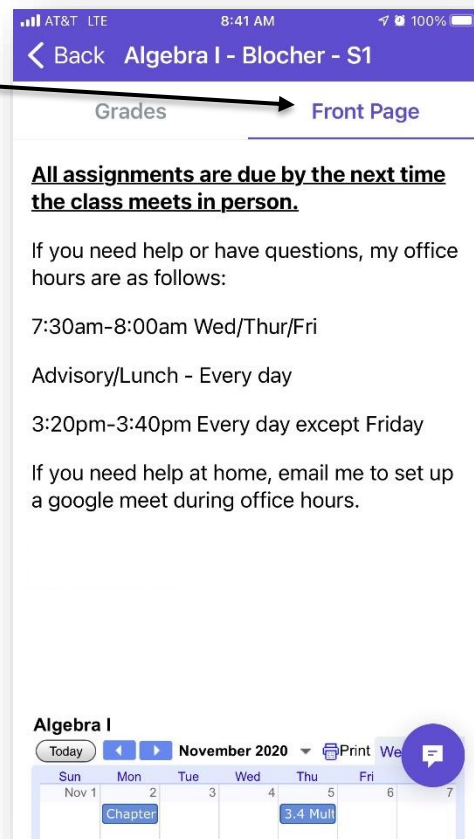 AT&T LTE 8:41 AM 100%
Back Algebra I - Blocher - S1
Grades Front Page
All assignments are due by the next time
the class meets in person.
If you need help or have questions, my office
hours are as follows:
7:30am-8:00am Wed/Thur/Fri
Advisory/Lunch - Every day
3:20pm-3:40pm Every day except Friday
If you need help at home, email me to set up
a google meet during office hours.
Algebra I
Today November 2020 Print We
Sun Mon Tue Wed Thu Fri
Nov 1 2 3 4 5 6 7
Chapter 3.4 Mult